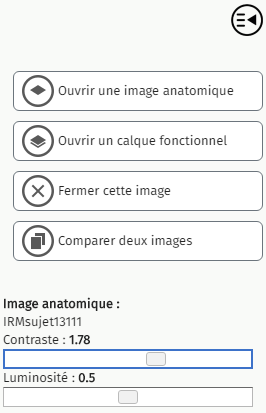 Ouvrir une image anatomique
Ouvrir un calque fonctionnel
Fermer cette image
Comparer deux images
Image anatomique :
IRMsujet13111
Contraste : 1.78
Luminosité : 0.5